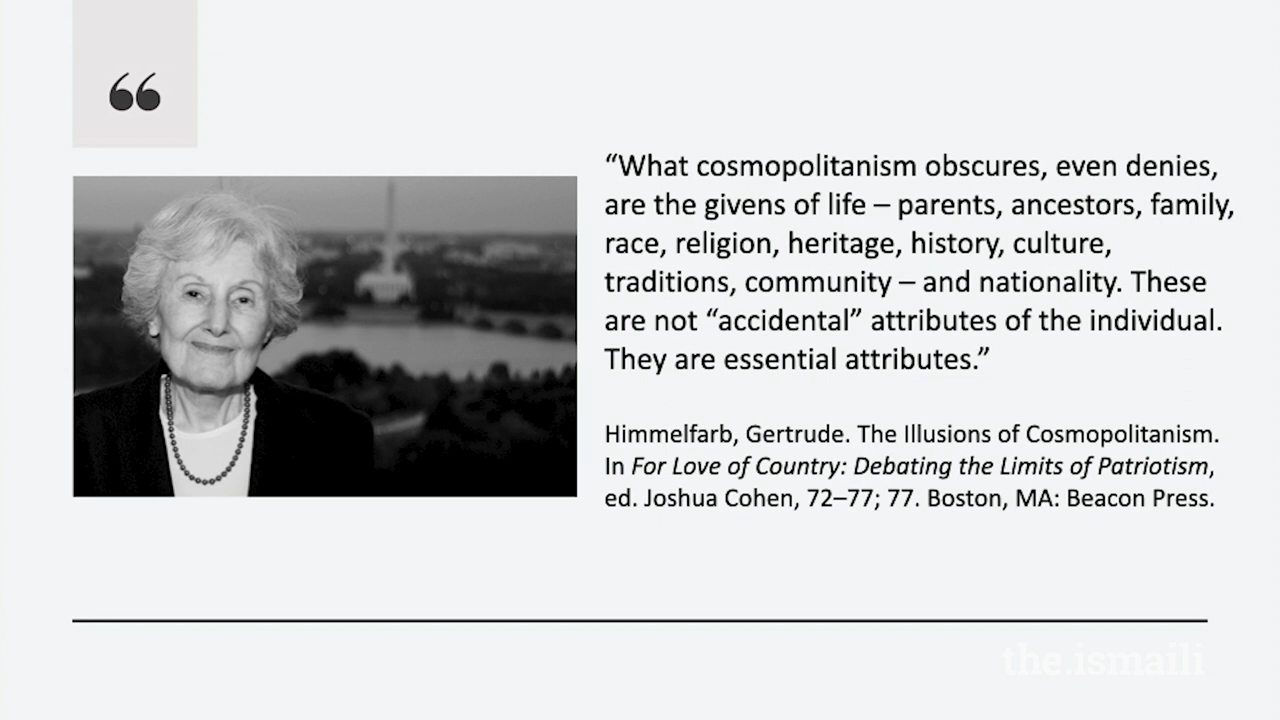 “What cosmopolitanism obscures, even denies,
are the givens of life – parents, ancestors, family,
race, religion, heritage, history, culture,
traditions, community – and nationality. These
are not “accidental” attributes of the individual.
They are essential attributes.”
Himmelfarb, Gertrude. The Illusions of Cosmopolitanism.
In For Love of Country: Debating the Limits of Patriotism,
ed. Joshua Cohen, 72–77; 77. Boston, MA: Beacon Press.
the.ismaili